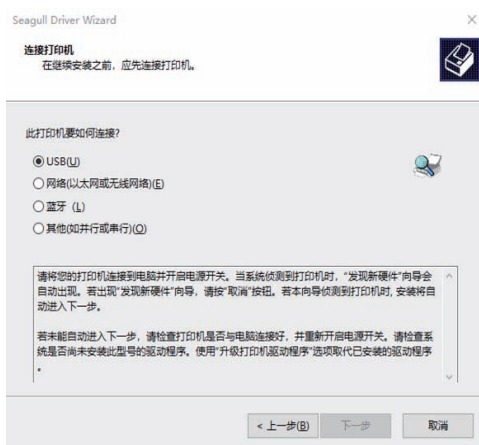 Seagull Driver Wizard
连接打印机
在继续安装之前，应先连接打印机。
此打印机要如何连接?
USB(U)
网络(以太网或无线网络)(E)
蓝牙 (L)
其他(如并行或串行)(O)
请将您的打印机连接到电脑并开启电源开关。当系统侦测到打印机时，“发现新硬件”向导会
自动出现。若出现“发现新硬件”向导，请按“取消”按钮。若本向导侦测到打印机时, 安装将自
动进入下一步。
若未能自动进入下一步，请检查打印机是否与电脑连接好，并重新开启电源开关。请检查系
统是否尚未安装此型号的驱动程序。使用“升级打印机驱动程序”选项取代已安装的驱动程序
。
< 上一步(B)
下一步
取消